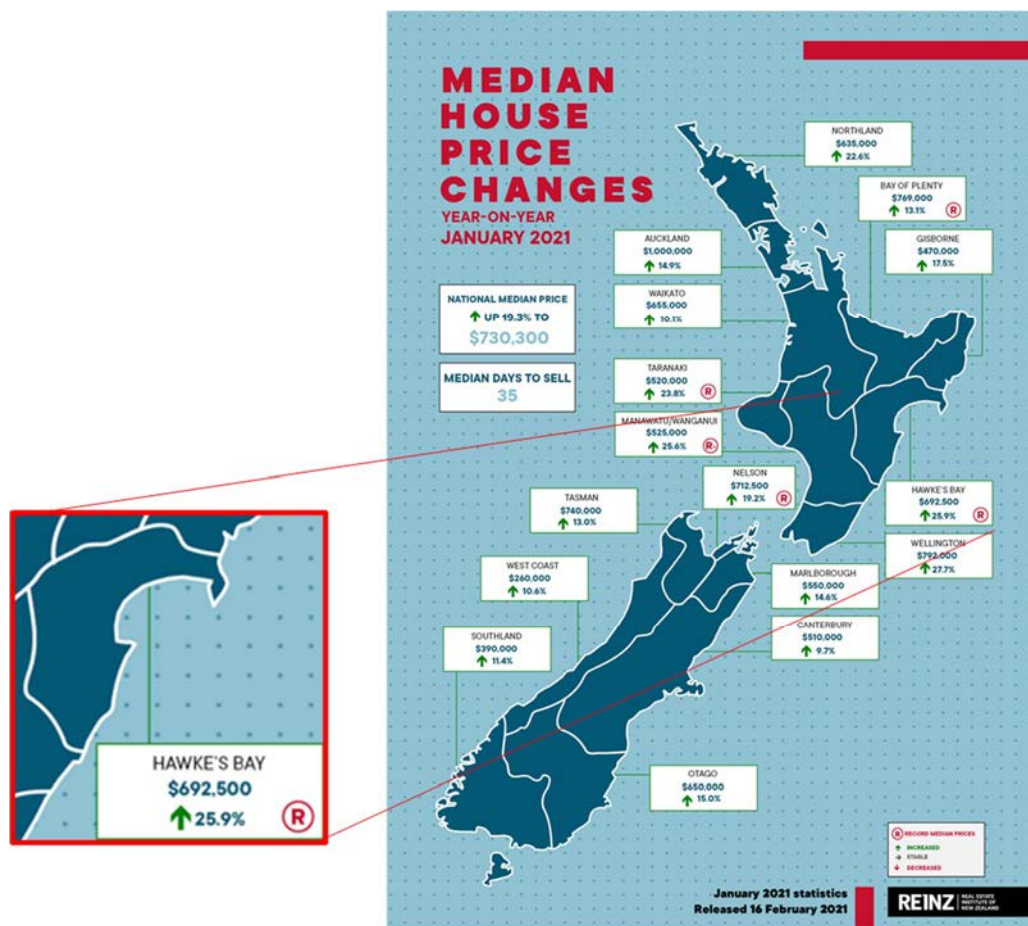 MEDIAN
HOUSE
PRICE
CHANGES
YEAR-ON-YEAR
JANUARY 2021
NATIONAL MEDIAN PRICE
UP 19.3% TO
$730,300
MEDIAN DAYS TO SELL
35
NORTHLAND
$635,000
22.6%
BAY OF PLENTY
$769,000
13.1% R
GISBORNE
$470,000
17.5%
AUCKLAND
$1,000,000
14.9%
WAIKATO
$655,000
10.1%
TARANAKI
$520,000
23.8% R
MANAWATU/WANGANUI
$525,000
25.6% R
NELSON
$712,500
19.2% R
HAWKE'S BAY
$692,500
25.9% R
TASMAN
$740,000
13.0%
WELLINGTON
$792,000
27.7%
WEST COAST
$260,000
10.6%
MARLBOROUGH
$550,000
14.6%
CANTERBURY
$510,000
9.7%
SOUTHLAND
$390,000
11.4%
OTAGO
$650,000
15.0%
HAWKE'S BAY
$692,500
25.9% R
R RECORD MEDIAN PRICES
INCREASED
STABLE
DECREASED
January 2021 statistics
Released 16 February 2021
REINZ
REAL ESTATE
INSTITUTE OF
NEW ZEALAND